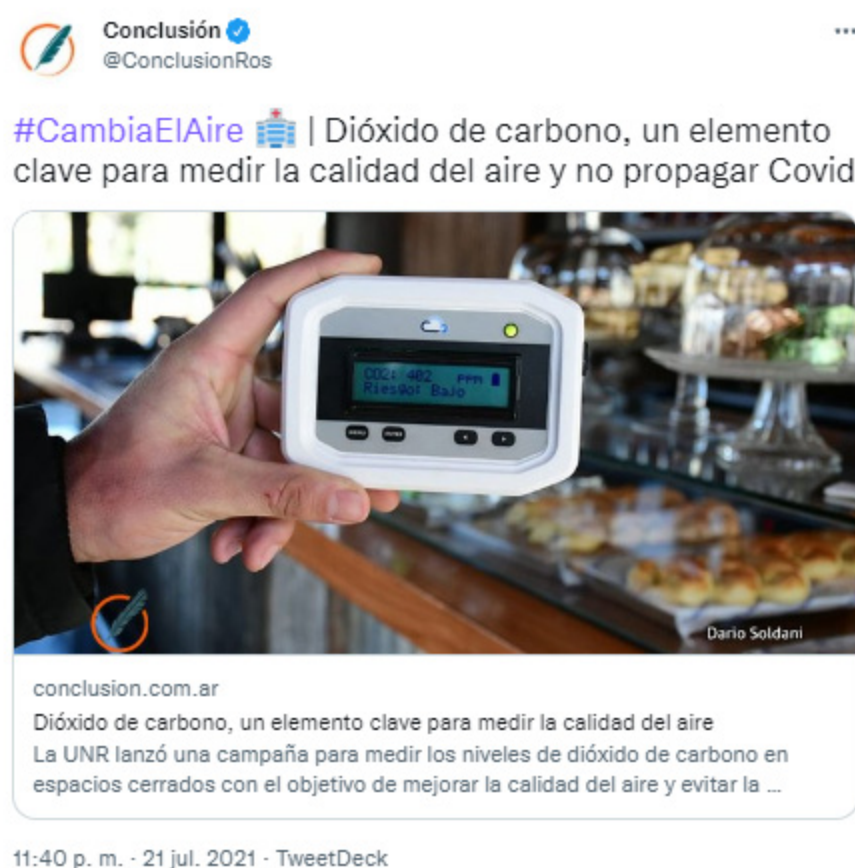 Conclusión
@ConclusionRos
#CambiaElAire | Dióxido de carbono, un elemento
clave para medir la calidad del aire y no propagar Covid
CO2: 402 PPM
Riesgo: Bajo
MENU
Dario Soldani
conclusion.com.ar
Dióxido de carbono, un elemento clave para medir la calidad del aire
La UNR lanzó una campaña para medir los niveles de dióxido de carbono en
espacios cerrados con el objetivo de mejorar la calidad del aire y evitar la ...
11:40 p. m. · 21 jul. 2021 · TweetDeck